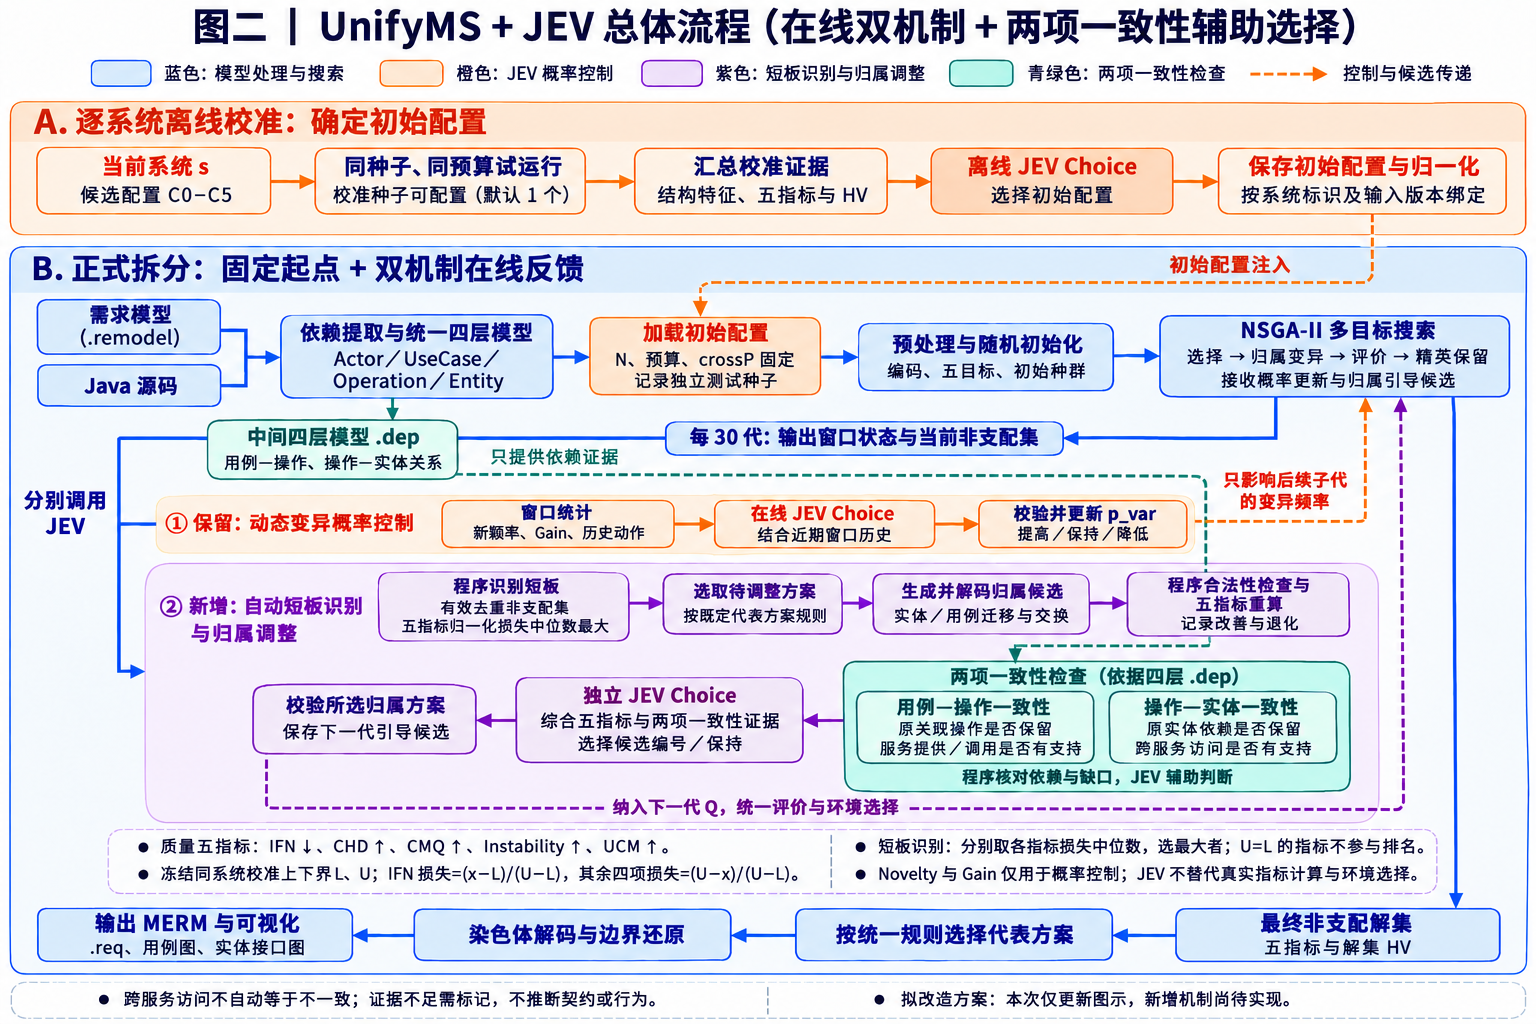 图二 | UnifyMS + JEV 总体流程（在线双机制 + 两项一致性辅助选择）
蓝色：模型处理与搜索
橙色：JEV 概率控制
紫色：短板识别与归属调整
青绿色：两项一致性检查
控制与候选传递
A. 逐系统离线校准：确定初始配置
当前系统 s
候选配置 C0–C5
同种子、同预算试运行
校准种子可配置（默认 1 个）
汇总校准证据
结构特征、五指标与 HV
离线 JEV Choice
选择初始配置
保存初始配置与归一化
按系统标识及输入版本绑定
B. 正式拆分：固定起点 + 双机制在线反馈
初始配置注入
需求模型
(.remodel)
Java 源码
依赖提取与统一四层模型
Actor／UseCase／
Operation／Entity
加载初始配置
N、预算、crossP 固定
记录独立测试种子
预处理与随机初始化
编码、五目标、初始种群
NSGA-II 多目标搜索
选择 → 归属变异 → 评价 → 精英保留
接收概率更新与归属引导候选
中间四层模型 .dep
用例—操作、操作—实体关系
每 30 代：输出窗口状态与当前非支配集
只提供依赖证据
分别调用
JEV
只影响后续子代
的变异频率
① 保留：动态变异概率控制
窗口统计
新颖率、Gain、历史动作
在线 JEV Choice
结合近期窗口历史
校验并更新 p_var
提高／保持／降低
② 新增：自动短板识别
与归属调整
程序识别短板
有效去重非支配集
五指标归一化损失中位数最大
选取待调整方案
按既定代表方案规则
生成并解码归属候选
实体／用例迁移与交换
程序合法性检查与
五指标重算
记录改善与退化
两项一致性检查（依据四层 .dep）
用例—操作一致性
原关联操作是否保留
服务提供／调用是否有支持
操作—实体一致性
原实体依赖是否保留
跨服务访问是否有支持
程序核对依赖与缺口，JEV 辅助判断
独立 JEV Choice
综合五指标与两项一致性证据
选择候选编号／保持
校验所选归属方案
保存下一代引导候选
纳入下一代 Q，统一评价与环境选择
● 质量五指标：IFN ↓、CHD ↑、CMQ ↑、Instability ↑、UCM ↑。
● 冻结同系统校准上下界 L、U；IFN 损失=(x−L)/(U−L)，其余四项损失=(U−x)/(U−L)。
● 短板识别：分别取各指标损失中位数，选最大者；U=L 的指标不参与排名。
● Novelty 与 Gain 仅用于概率控制；JEV 不替代真实指标计算与环境选择。
输出 MERM 与可视化
.req、用例图、实体接口图
染色体解码与边界还原
按统一规则选择代表方案
最终非支配解集
五指标与解集 HV
● 跨服务访问不自动等于不一致；证据不足需标记，不推断契约或行为。
● 拟改造方案：本次仅更新图示，新增机制尚待实现。